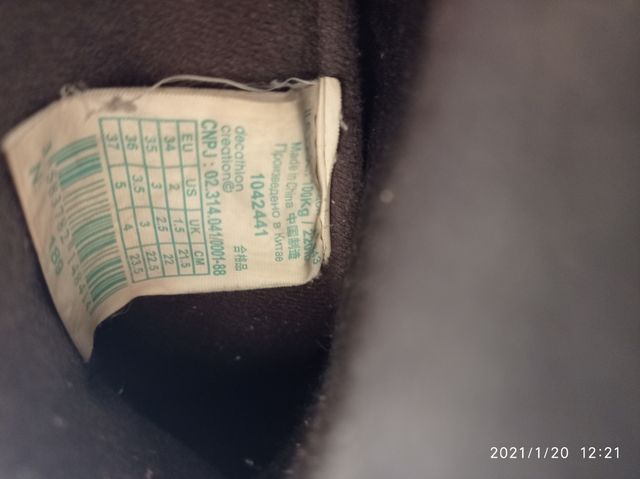 100Kg /
Made in China 中国制造
Произведено в Китае
1042441
decathlon
creation© 合格品
CNPJ : 02.314.041/0001-88
EU US UK CM
34 2 1.5 21.5
35 3 2.5 22
36 3.5 3 22.5
37 5 4 23.5
2021/1/20 12:21